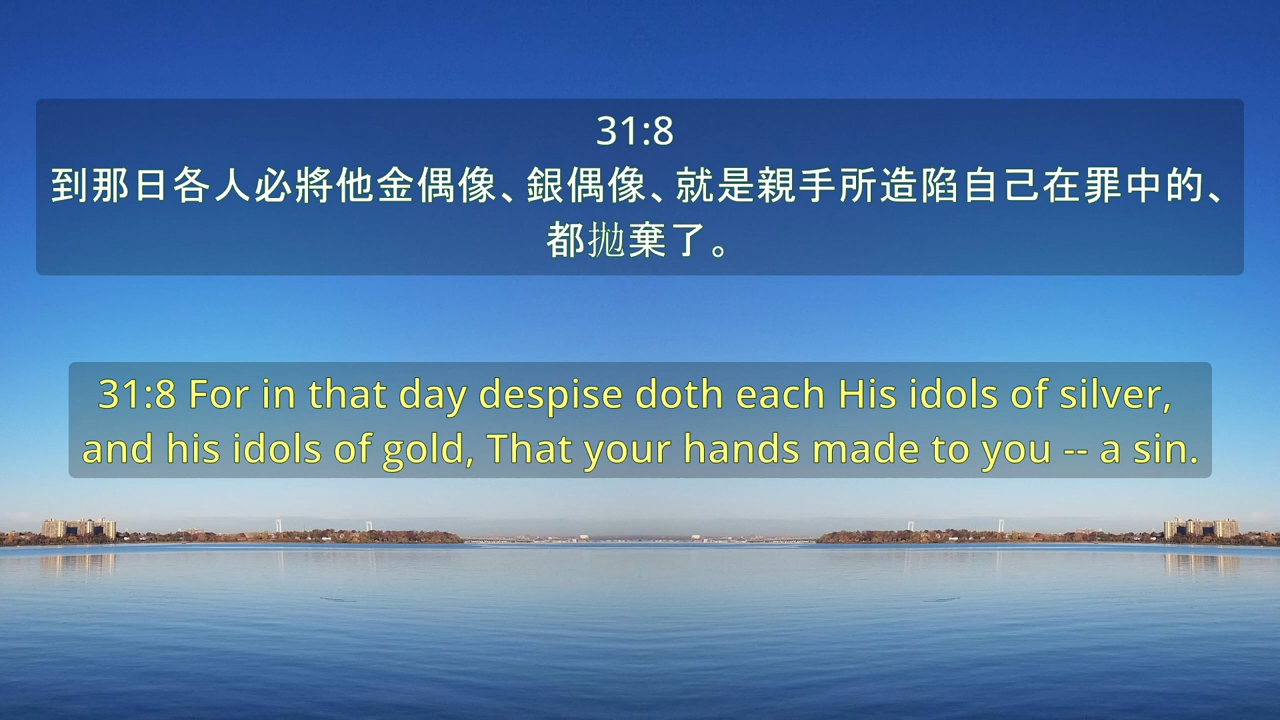 31:8
到那日各人必將他金偶像、銀偶像、就是親手所造陷自己在罪中的、
都拋棄了。
31:8 For in that day despise doth each His idols of silver,
and his idols of gold, That your hands made to you -- a sin.